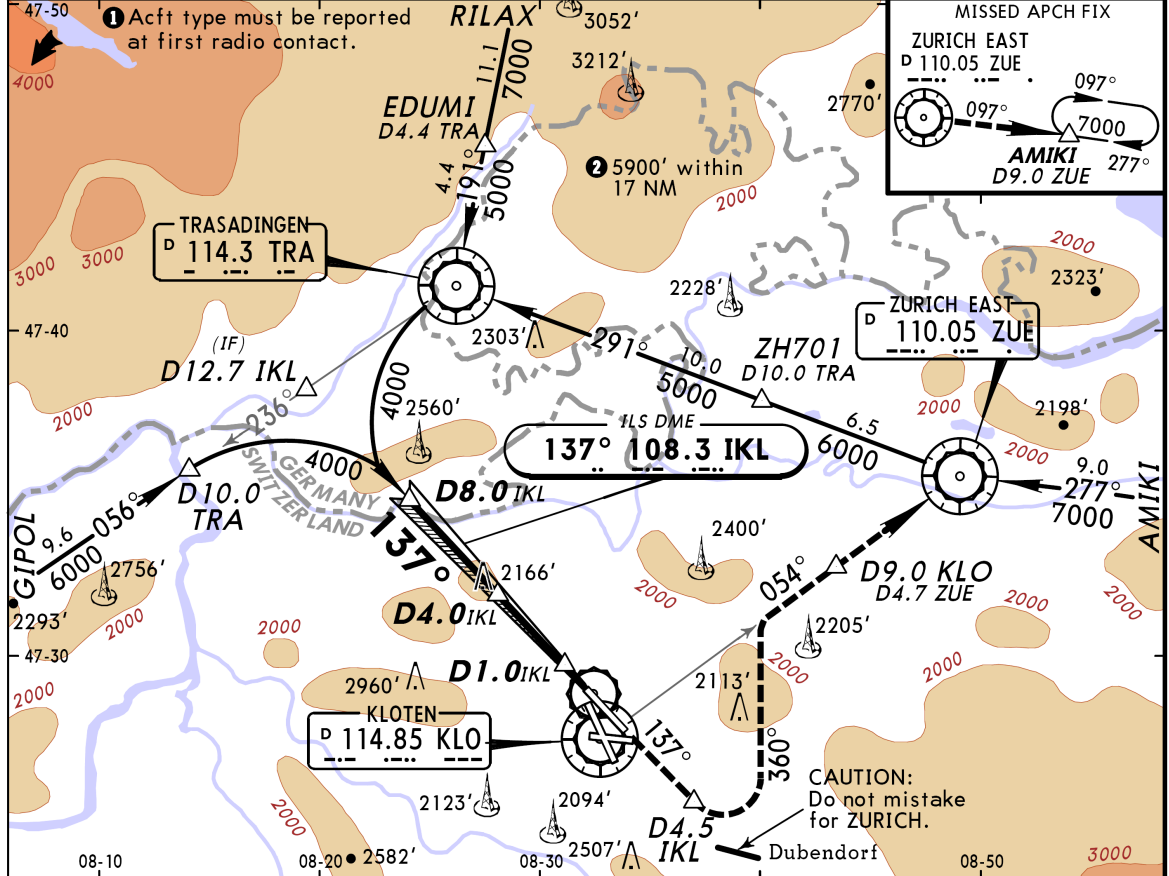 47-50
❶ Acft type must be reported
at first radio contact.
RILAX
3052'
11.1
7000
3212'
4000
EDUMI
D4.4 TRA
2770'
MISSED APCH FIX
ZURICH EAST
D 110.05 ZUE
097°
097°
7000
277°
AMIKI
D9.0 ZUE
4.4
191°
5000
❷ 5900' within
17 NM
2000
TRASADINGEN
D 114.3 TRA
3000
3000
2000
2323'
2228'
ZURICH EAST
D 110.05 ZUE
47-40
(IF)
D12.7 IKL
2303'
291°
10.0
5000
ZH701
D10.0 TRA
6.5
6000
4000
236°
2560'
2000
2000
2198'
2000
ILS DME
137° 108.3 IKL
4000
GERMANY
SWITZERLAND
D10.0
TRA
D8.0 IKL
137°
9.0
277°
7000
AMIKI
GIPOL
9.6
056°
6000
2756'
2293'
2000
2166'
D4.0 IKL
2400'
2000
054°
D9.0 KLO
D4.7 ZUE
2000
2000
2205'
47-30
2000
2000
2000
2000
D1.0 IKL
2960'
2113'
KLOTEN
D 114.85 KLO
137°
360°
2123'
2094'
2000
D4.5
IKL
CAUTION:
Do not mistake
for ZURICH.
Dubendorf
2582'
2507'
3000
08-10
08-20
08-30
08-50